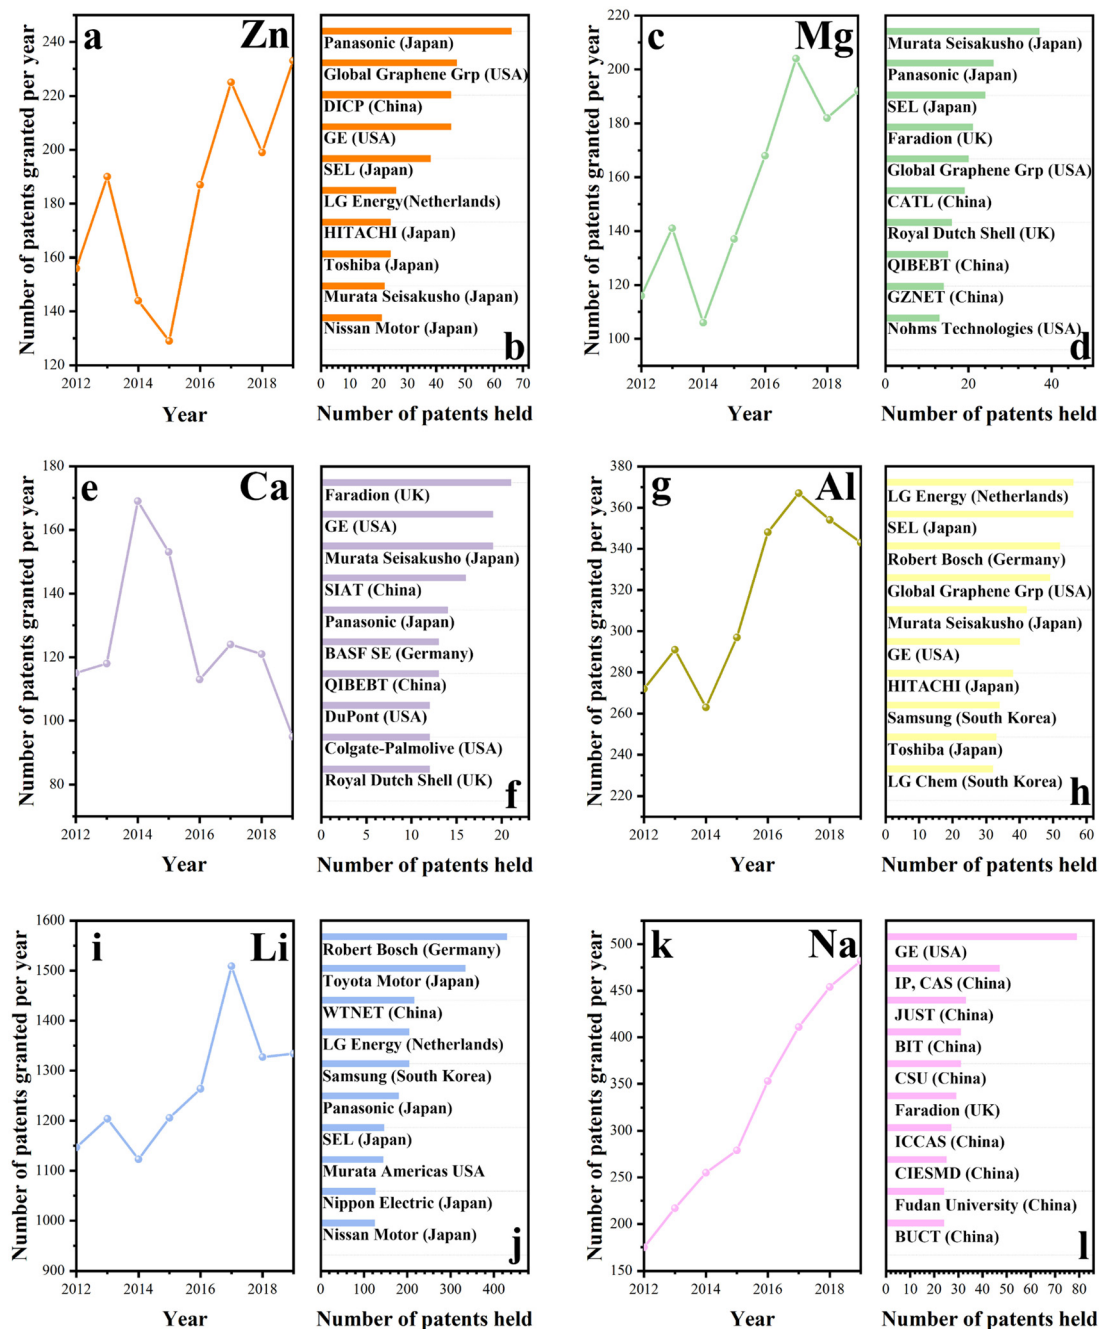 a
Zn
Number of patents granted per year
240
220
200
180
160
140
120
2012
2014
2016
2018
Year
Panasonic (Japan)
Global Graphene Grp (USA)
DICP (China)
GE (USA)
SEL (Japan)
LG Energy(Netherlands)
HITACHI (Japan)
Toshiba (Japan)
Murata Seisakusho (Japan)
Nissan Motor (Japan)
b
0 10 20 30 40 50 60 70
Number of patents held
c
Mg
Number of patents granted per year
220
200
180
160
140
120
100
2012
2014
2016
2018
Year
Murata Seisakusho (Japan)
Panasonic (Japan)
SEL (Japan)
Faradion (UK)
Global Graphene Grp (USA)
CATL (China)
Royal Dutch Shell (UK)
QIBEBT (China)
GZNET (China)
Nohms Technologies (USA)
d
0 20 40
Number of patents held
e
Ca
Number of patents granted per year
180
160
140
120
100
80
2012
2014
2016
2018
Year
Faradion (UK)
GE (USA)
Murata Seisakusho (Japan)
SIAT (China)
Panasonic (Japan)
BASF SE (Germany)
QIBEBT (China)
DuPont (USA)
Colgate-Palmolive (USA)
Royal Dutch Shell (UK)
f
0 5 10 15 20
Number of patents held
g
Al
Number of patents granted per year
380
360
340
320
300
280
260
240
220
2012
2014
2016
2018
Year
LG Energy (Netherlands)
SEL (Japan)
Robert Bosch (Germany)
Global Graphene Grp (USA)
Murata Seisakusho (Japan)
GE (USA)
HITACHI (Japan)
Samsung (South Korea)
Toshiba (Japan)
LG Chem (South Korea)
h
0 10 20 30 40 50 60
Number of patents held
i
Li
Number of patents granted per year
1600
1500
1400
1300
1200
1100
1000
900
2012
2014
2016
2018
Year
Robert Bosch (Germany)
Toyota Motor (Japan)
WTNET (China)
LG Energy (Netherlands)
Samsung (South Korea)
Panasonic (Japan)
SEL (Japan)
Murata Americas USA
Nippon Electric (Japan)
Nissan Motor (Japan)
j
0 100 200 300 400
Number of patents held
k
Na
Number of patents granted per year
500
450
400
350
300
250
200
150
2012
2014
2016
2018
Year
GE (USA)
IP, CAS (China)
JUST (China)
BIT (China)
CSU (China)
Faradion (UK)
ICCAS (China)
CIESMD (China)
Fudan University (China)
BUCT (China)
l
0 10 20 30 40 50 60 70 80
Number of patents held